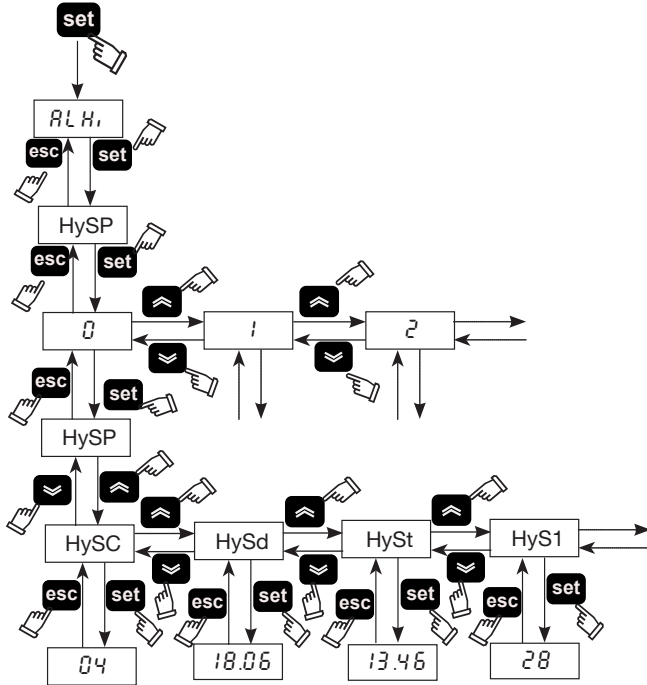 set
ALHi
esc set
HySP
esc set
0 1 2
esc set
HySP
HySC HySd HySt HyS1
esc set esc set esc set esc set
04 18.06 13.46 28